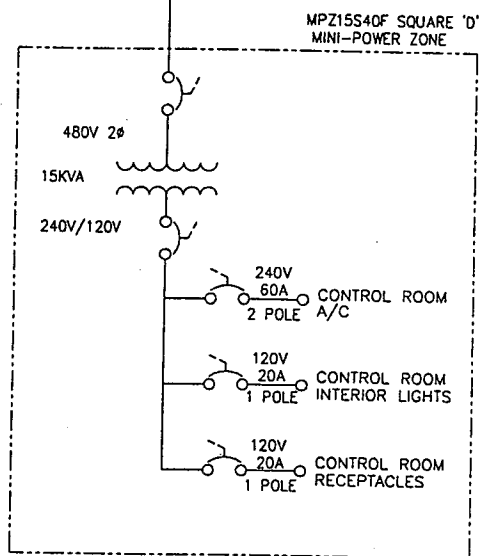 MPZ15S40F SQUARE 'D'
MINI-POWER ZONE
480V 2ø
15KVA
240V/120V
240V
60A
2 POLE
CONTROL ROOM
A/C
120V
20A
1 POLE
CONTROL ROOM
INTERIOR LIGHTS
120V
20A
1 POLE
CONTROL ROOM
RECEPTACLES